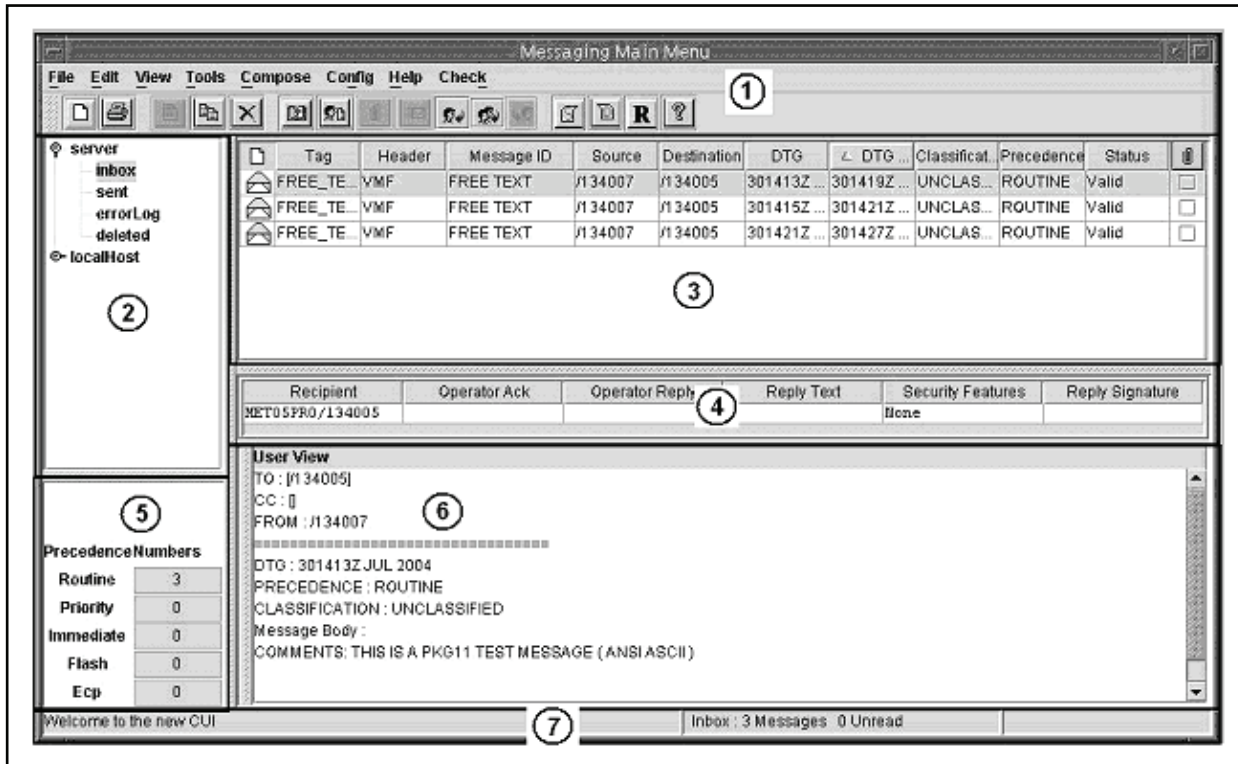 Messaging Main Menu
File Edit View Tools Compose Config Help Check
1
R ?
server
inbox
sent
errorLog
deleted
localHost
2
Tag Header Message ID Source Destination DTG DTG ... Classificat... Precedence Status
FREE_TE... VMF FREE TEXT /134007 /134005 301413Z ... 301419Z ... UNCLAS... ROUTINE Valid
FREE_TE... VMF FREE TEXT /134007 /134005 301415Z ... 301421Z ... UNCLAS... ROUTINE Valid
FREE_TE... VMF FREE TEXT /134007 /134005 301421Z ... 301427Z ... UNCLAS... ROUTINE Valid
3
Recipient Operator Ack Operator Reply Reply Text Security Features Reply Signature
MET05PRO/134005 None
4
5
Precedence Numbers
Routine 3
Priority 0
Immediate 0
Flash 0
Ecp 0
User View
TO : [/134005]
CC : []
FROM : /134007
6
==================================
DTG : 301413Z JUL 2004
PRECEDENCE : ROUTINE
CLASSIFICATION : UNCLASSIFIED
Message Body :
COMMENTS: THIS IS A PKG11 TEST MESSAGE ( ANSI ASCII )
Welcome to the new CUI
7
Inbox : 3 Messages 0 Unread